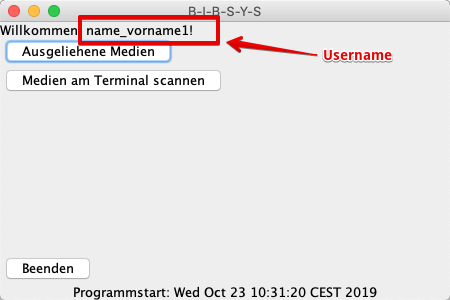 B-I-B-S-Y-S
Willkommen name_vorname1!
Ausgeliehene Medien
Username
Medien am Terminal scannen
Beenden
Programmstart: Wed Oct 23 10:31:20 CEST 2019